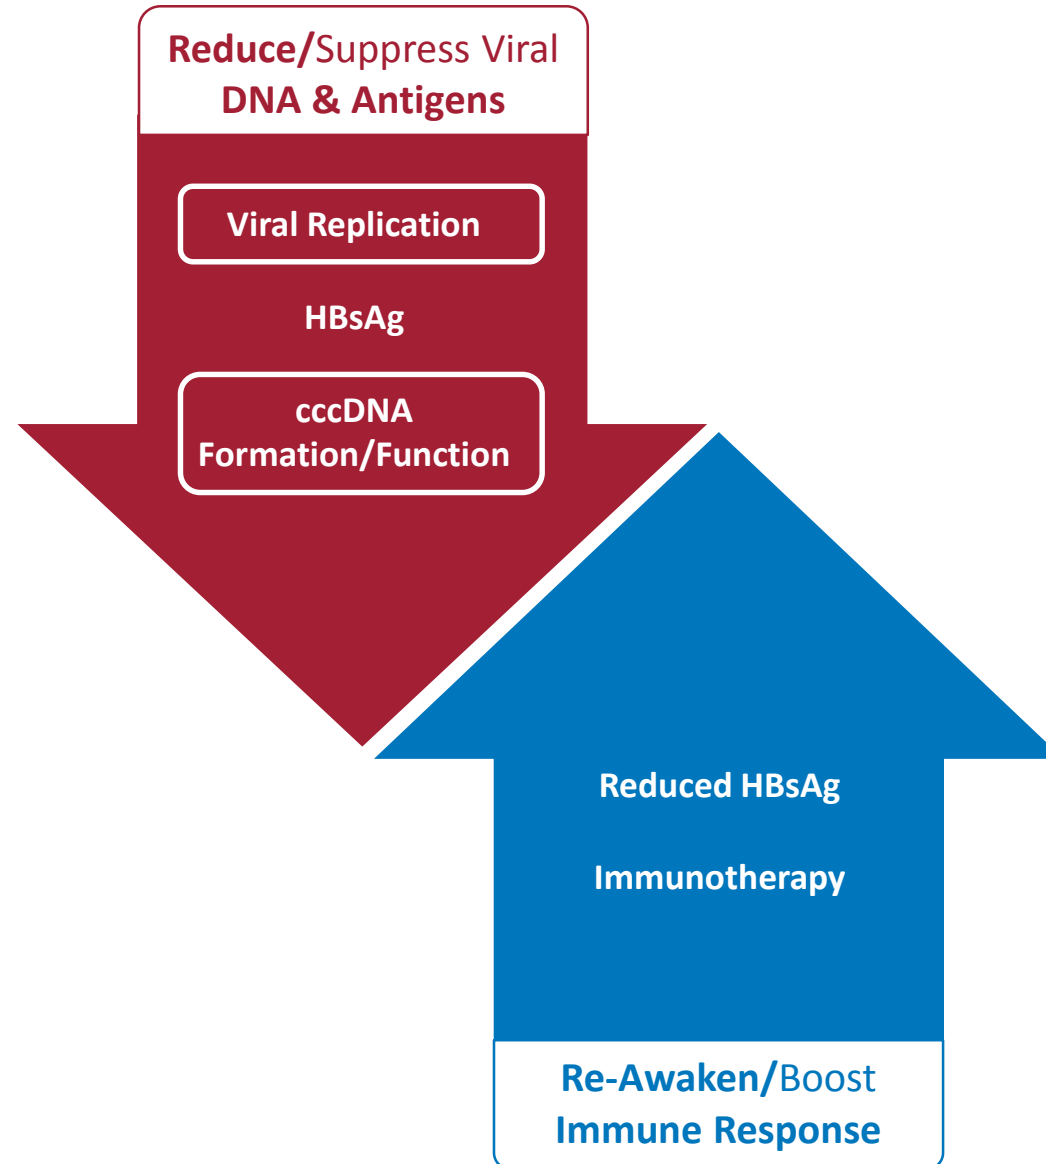 Reduce/Suppress Viral
DNA & Antigens
Viral Replication
HBsAg
cccDNA
Formation/Function
Reduced HBsAg
Immunotherapy
Re-Awaken/Boost
Immune Response